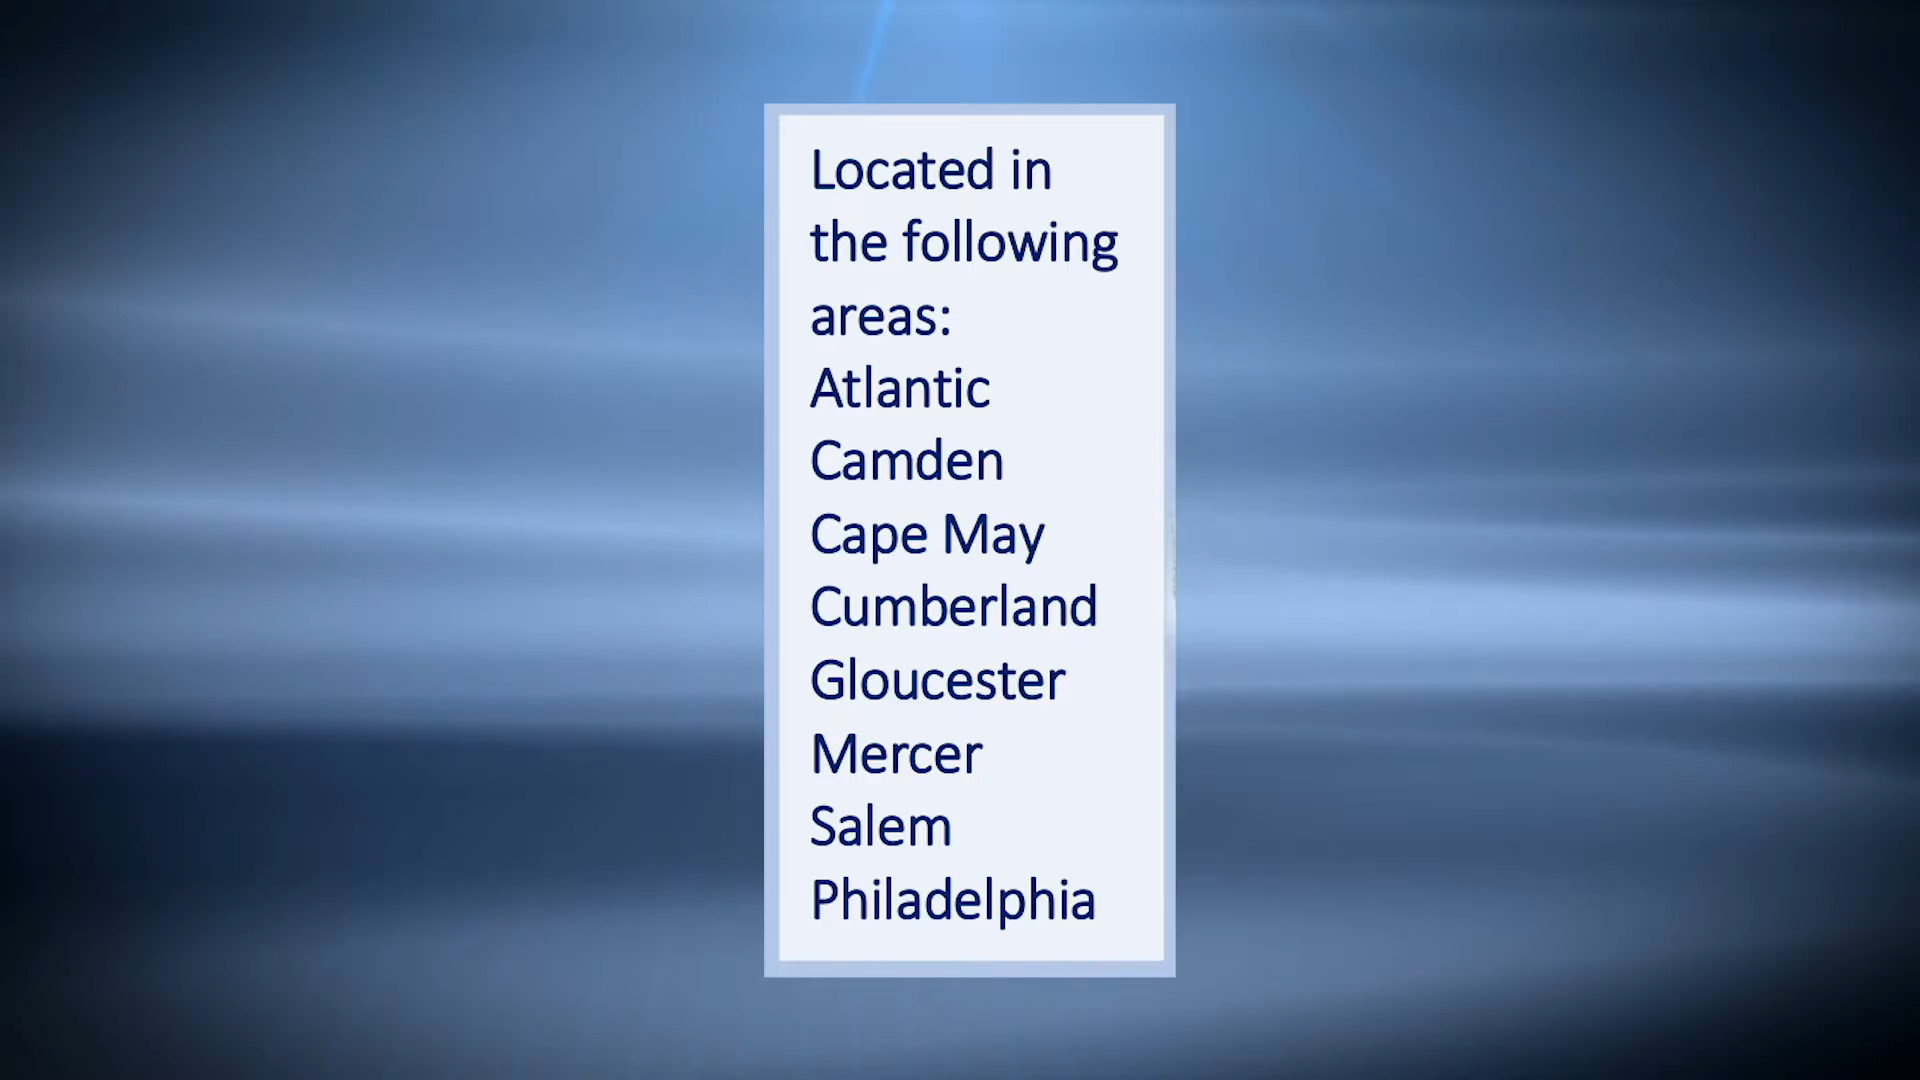 Located in
the following
areas:
Atlantic
Camden
Cape May
Cumberland
Gloucester
Mercer
Salem
Philadelphia